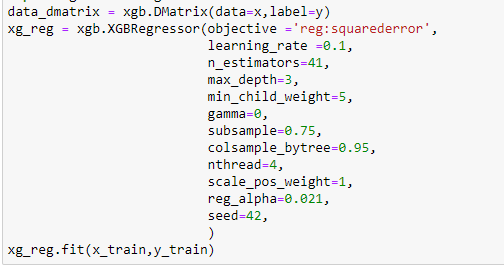 data_dmatrix = xgb.DMatrix(data=x,label=y)
xg_reg = xgb.XGBRegressor(objective ='reg:squarederror',
                          learning_rate =0.1,
                          n_estimators=41,
                          max_depth=3,
                          min_child_weight=5,
                          gamma=0,
                          subsample=0.75,
                          colsample_bytree=0.95,
                          nthread=4,
                          scale_pos_weight=1,
                          reg_alpha=0.021,
                          seed=42,
                          )
xg_reg.fit(x_train,y_train)